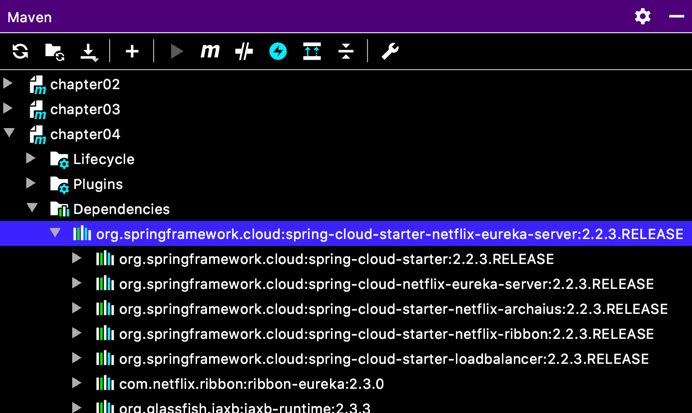 Maven
chapter02
chapter03
chapter04
Lifecycle
Plugins
Dependencies
org.springframework.cloud:spring-cloud-starter-netflix-eureka-server:2.2.3.RELEASE
org.springframework.cloud:spring-cloud-starter:2.2.3.RELEASE
org.springframework.cloud:spring-cloud-netflix-eureka-server:2.2.3.RELEASE
org.springframework.cloud:spring-cloud-starter-netflix-archaius:2.2.3.RELEASE
org.springframework.cloud:spring-cloud-starter-netflix-ribbon:2.2.3.RELEASE
org.springframework.cloud:spring-cloud-starter-loadbalancer:2.2.3.RELEASE
com.netflix.ribbon:ribbon-eureka:2.3.0
org.glassfish.jaxb:jaxb-runtime:2.3.3